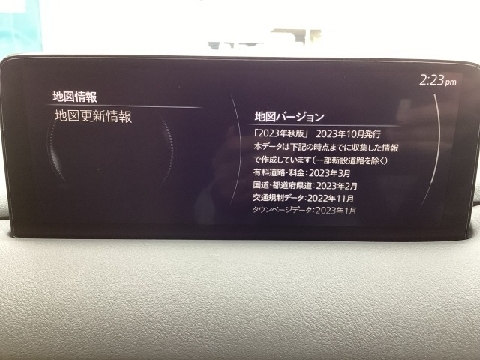 2:23 pm
地図情報
地図更新情報
地図バージョン
「2023年秋版」 2023年10月発行
本データは下記の時点までに収集した情報
で作成しています(一部新設道路を除く)
有料道路・料金: 2023年3月
国道・都道府県道: 2023年2月
交通規制データ: 2022年11月
タウンページデータ: 2023年1月